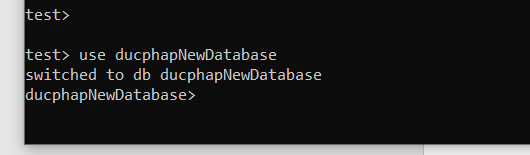 test>
test> use ducphapNewDatabase
switched to db ducphapNewDatabase
ducphapNewDatabase>